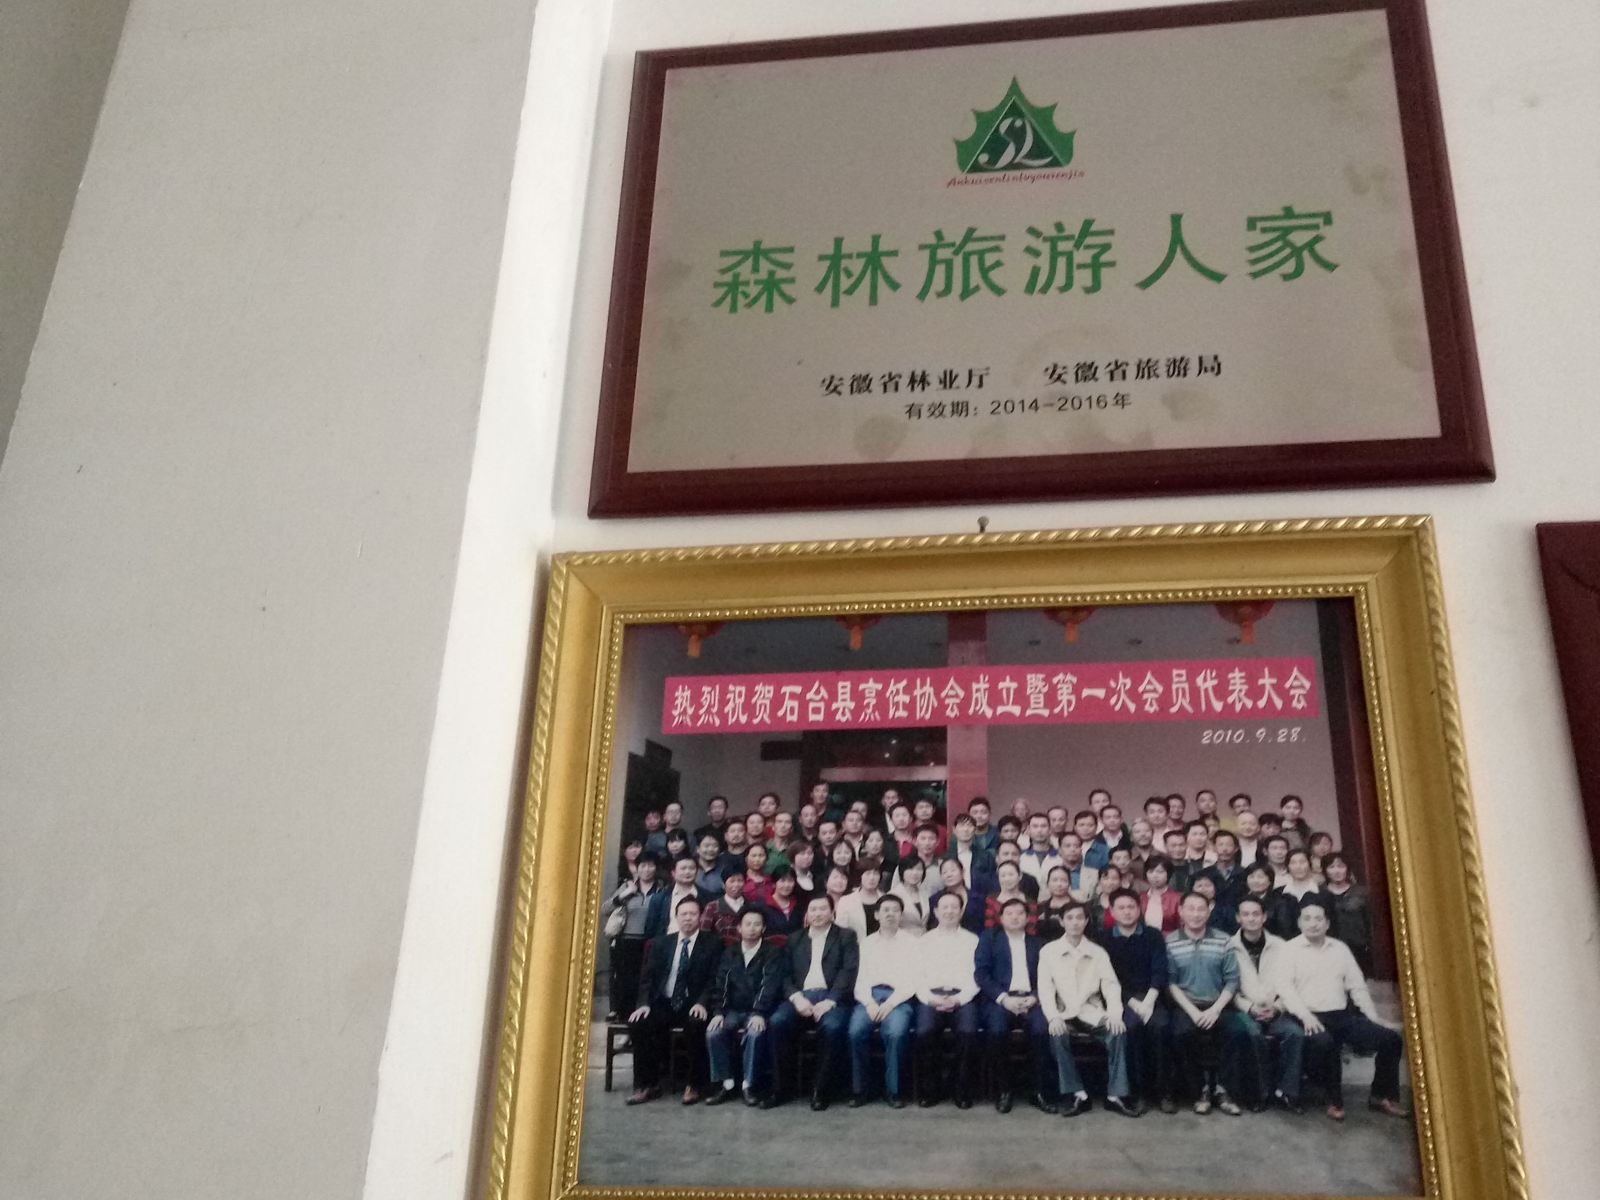 SL
Anhuisenlinlvyourenjia
森林旅游人家
安徽省林业厅 安徽省旅游局
有效期：2014-2016年
热烈祝贺石台县烹饪协会成立暨第一次会员代表大会
2010.9.28.